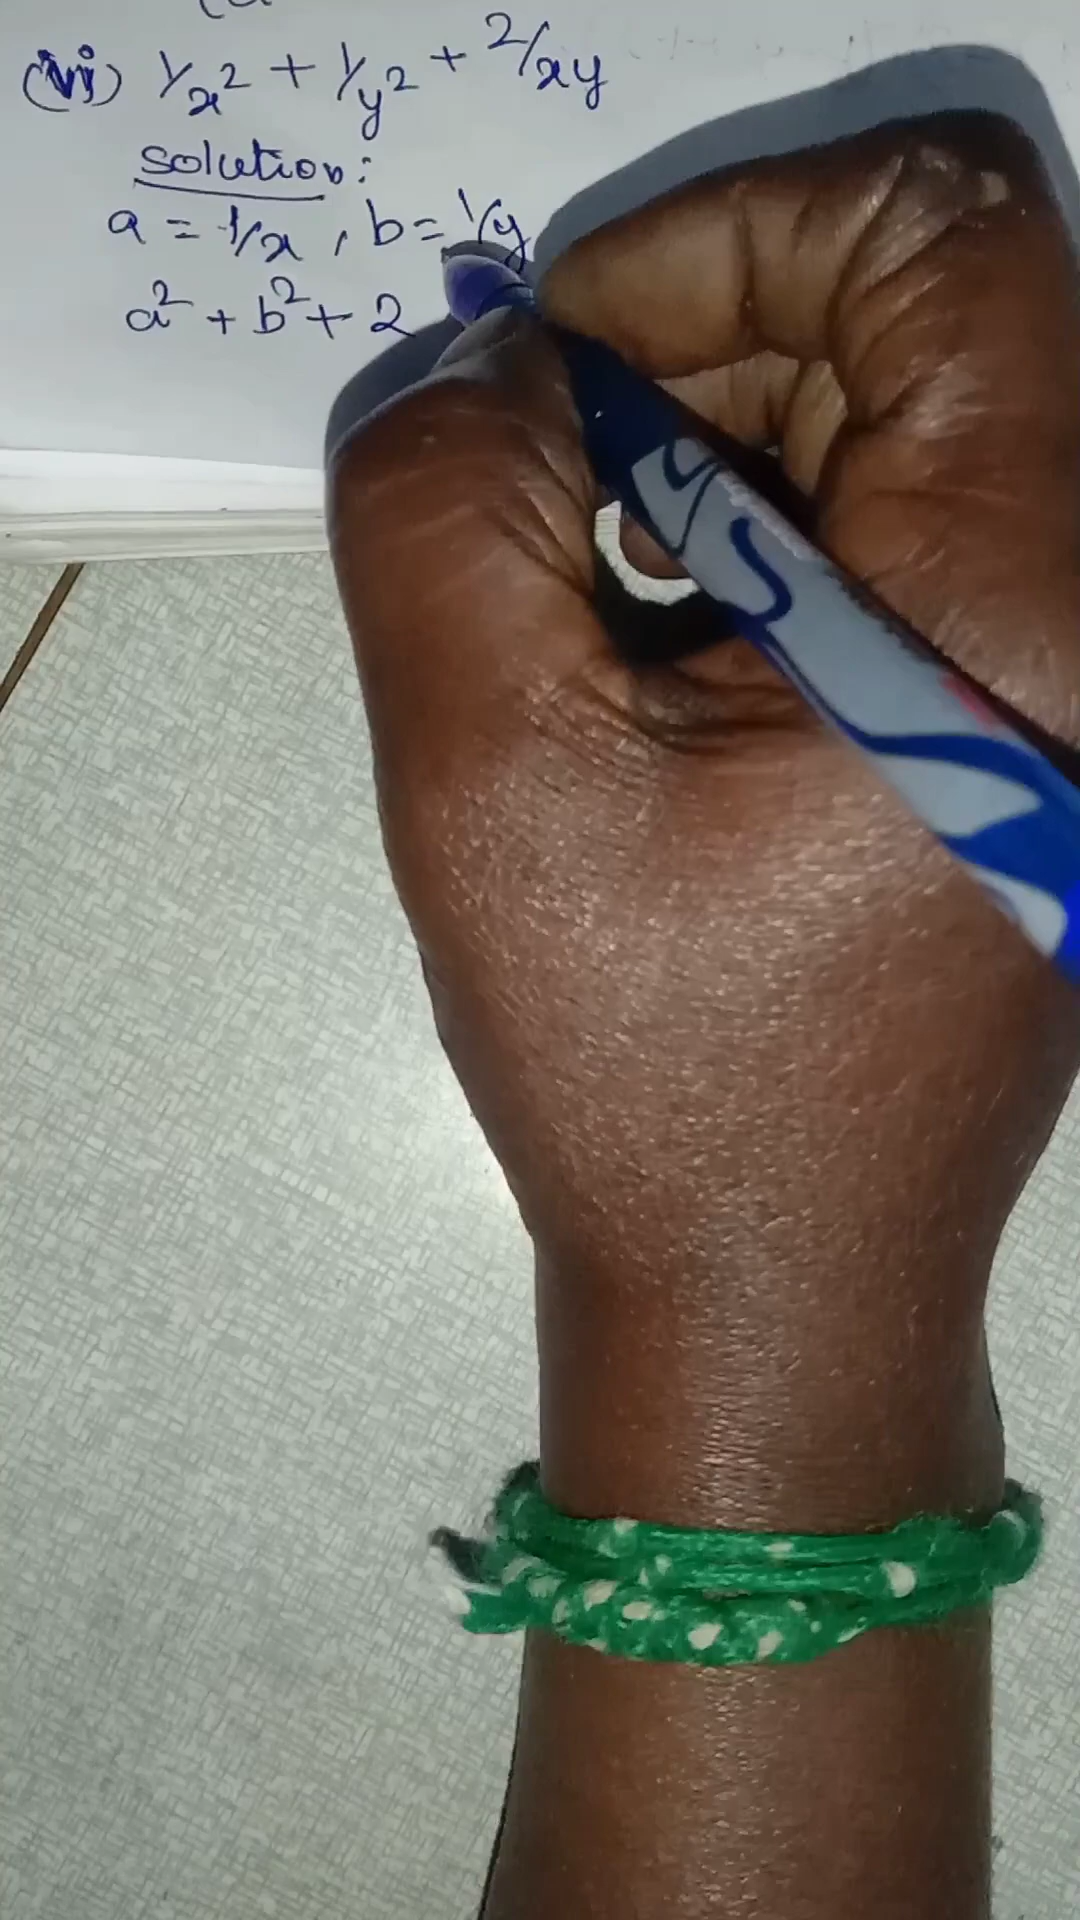 (vi) 1/x² + 1/y² + 2/xy
solution:
a = 1/x , b = 1/y
a² + b² + 2